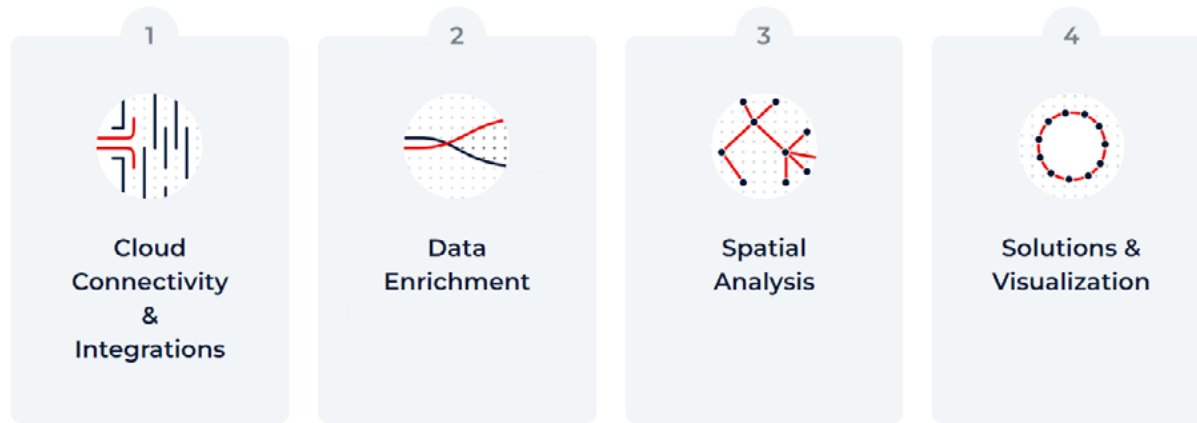 1
Cloud
Connectivity
&
Integrations
2
Data
Enrichment
3
Spatial
Analysis
4
Solutions &
Visualization